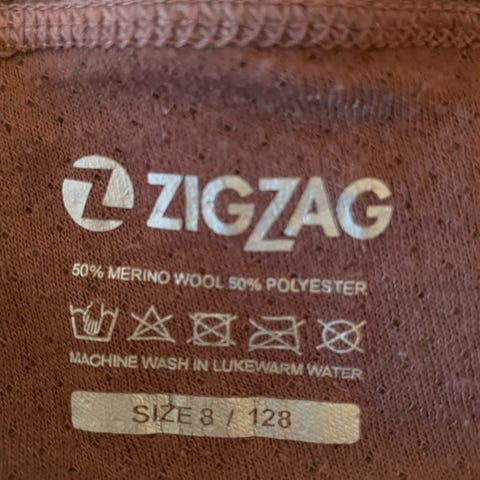 ZIGZAG
50% MERINO WOOL 50% POLYESTER
MACHINE WASH IN LUKEWARM WATER
SIZE 8 / 128